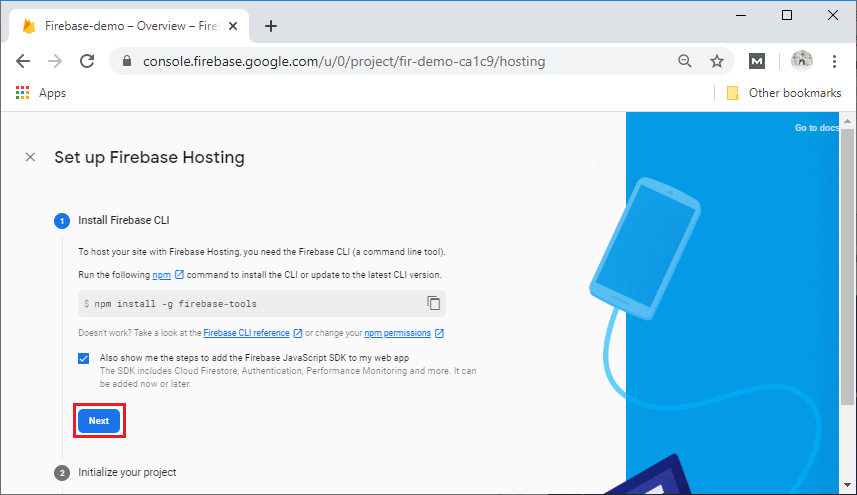 Firebase-demo – Overview – Fire
console.firebase.google.com/u/0/project/fir-demo-ca1c9/hosting
M
Apps
Other bookmarks
Go to docs
Set up Firebase Hosting
1 Install Firebase CLI
To host your site with Firebase Hosting, you need the Firebase CLI (a command line tool).
Run the following npm command to install the CLI or update to the latest CLI version.
$ npm install -g firebase-tools
Doesn't work? Take a look at the Firebase CLI reference or change your npm permissions
Also show me the steps to add the Firebase JavaScript SDK to my web app
The SDK includes Cloud Firestore, Authentication, Performance Monitoring and more. It can
be added now or later.
Next
2 Initialize your project